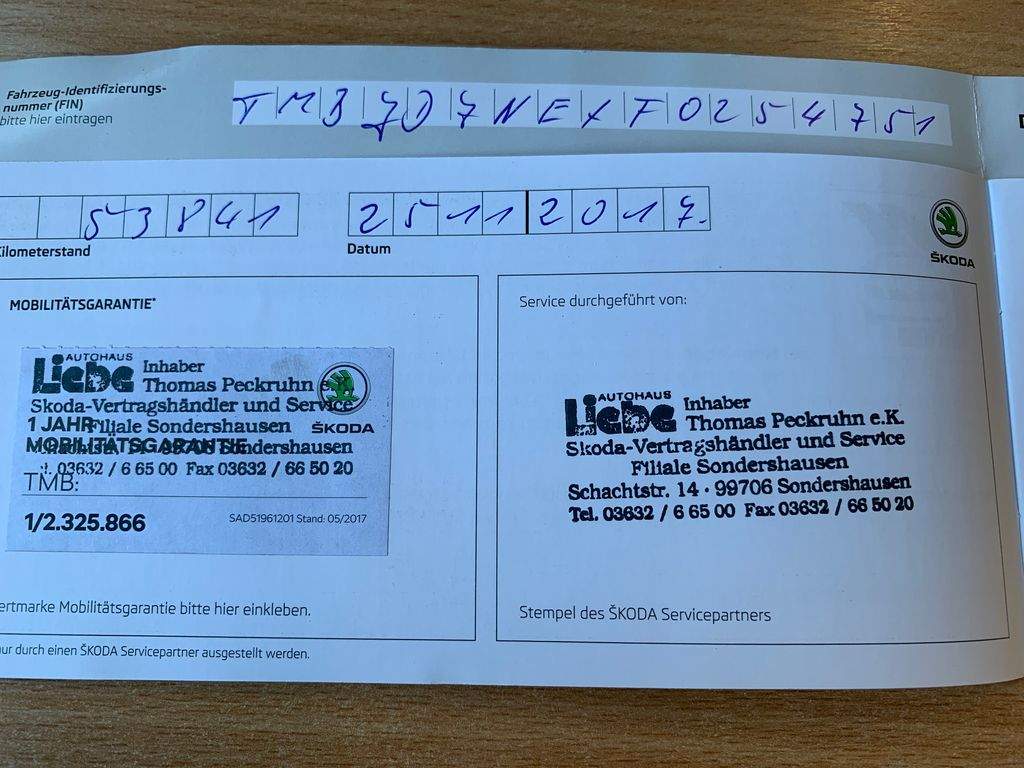 Fahrzeug-Identifizierungs-
nummer (FIN)
bitte hier eintragen
TMBJD7NEXF0254751
53841
25112017.
Kilometerstand
Datum
ŠKODA
MOBILITÄTSGARANTIE*
AUTOHAUS
Liebe
Inhaber
Thomas Peckruhn e.K.
Skoda-Vertragshändler und Service
1 JAHR
Filiale Sondershausen
ŠKODA
MOBILITÄTSGARANTIE
Sondershausen
03632 / 6 65 00 Fax 03632 / 66 50 20
TMB:
1/2.325.866
SAD51961201 Stand: 05/2017
ertmarke Mobilitätsgarantie bitte hier einkleben.
ur durch einen ŠKODA Servicepartner ausgestellt werden.
Service durchgeführt von:
AUTOHAUS
Liebe
Inhaber
Thomas Peckruhn e.K.
Skoda-Vertragshändler und Service
Filiale Sondershausen
Schachtstr. 14 · 99706 Sondershausen
Tel. 03632 / 6 65 00 Fax 03632 / 66 50 20
Stempel des ŠKODA Servicepartners